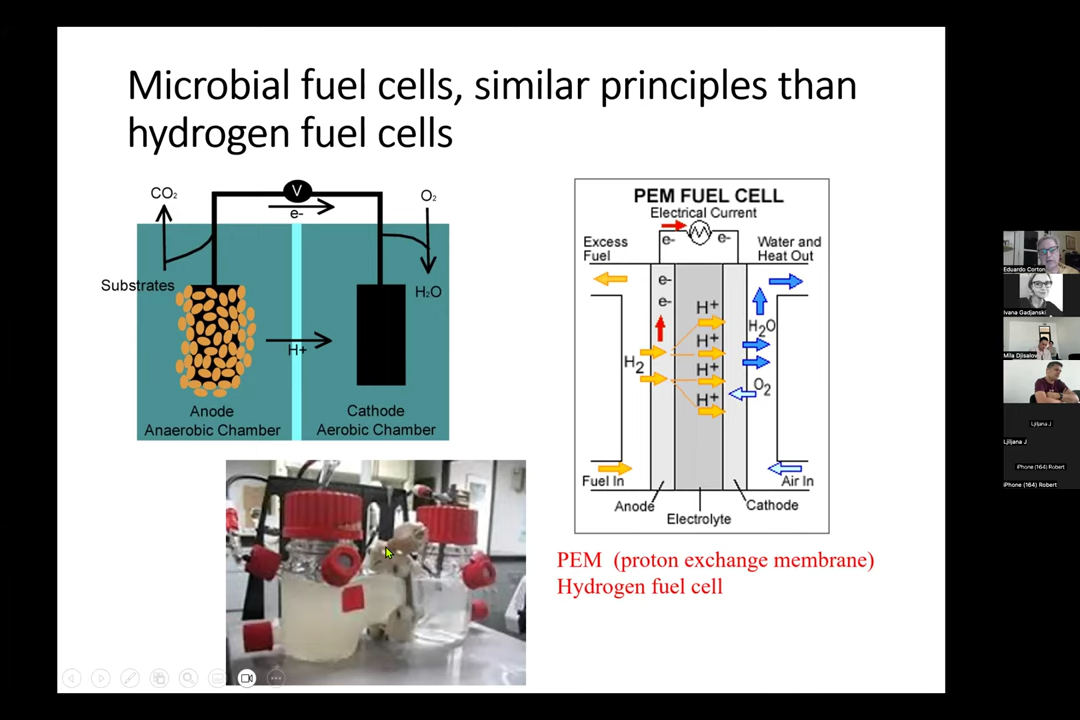 Microbial fuel cells, similar principles than
hydrogen fuel cells
CO2
V
e-
O2
Substrates
H2O
H+
Anode
Anaerobic Chamber
Cathode
Aerobic Chamber
PEM FUEL CELL
Electrical Current
e-
e-
Excess
Fuel
Water and
Heat Out
e-
e-
H+
H+
H+
H+
H2
H2O
O2
Fuel In
Air In
Anode
Electrolyte
Cathode
PEM (proton exchange membrane)
Hydrogen fuel cell
Eduardo Corton
Ivana Gadjanski
Mila Djisalov
Ljiljana J
Ljiljana J
iPhone (164) Robert
iPhone (164) Robert